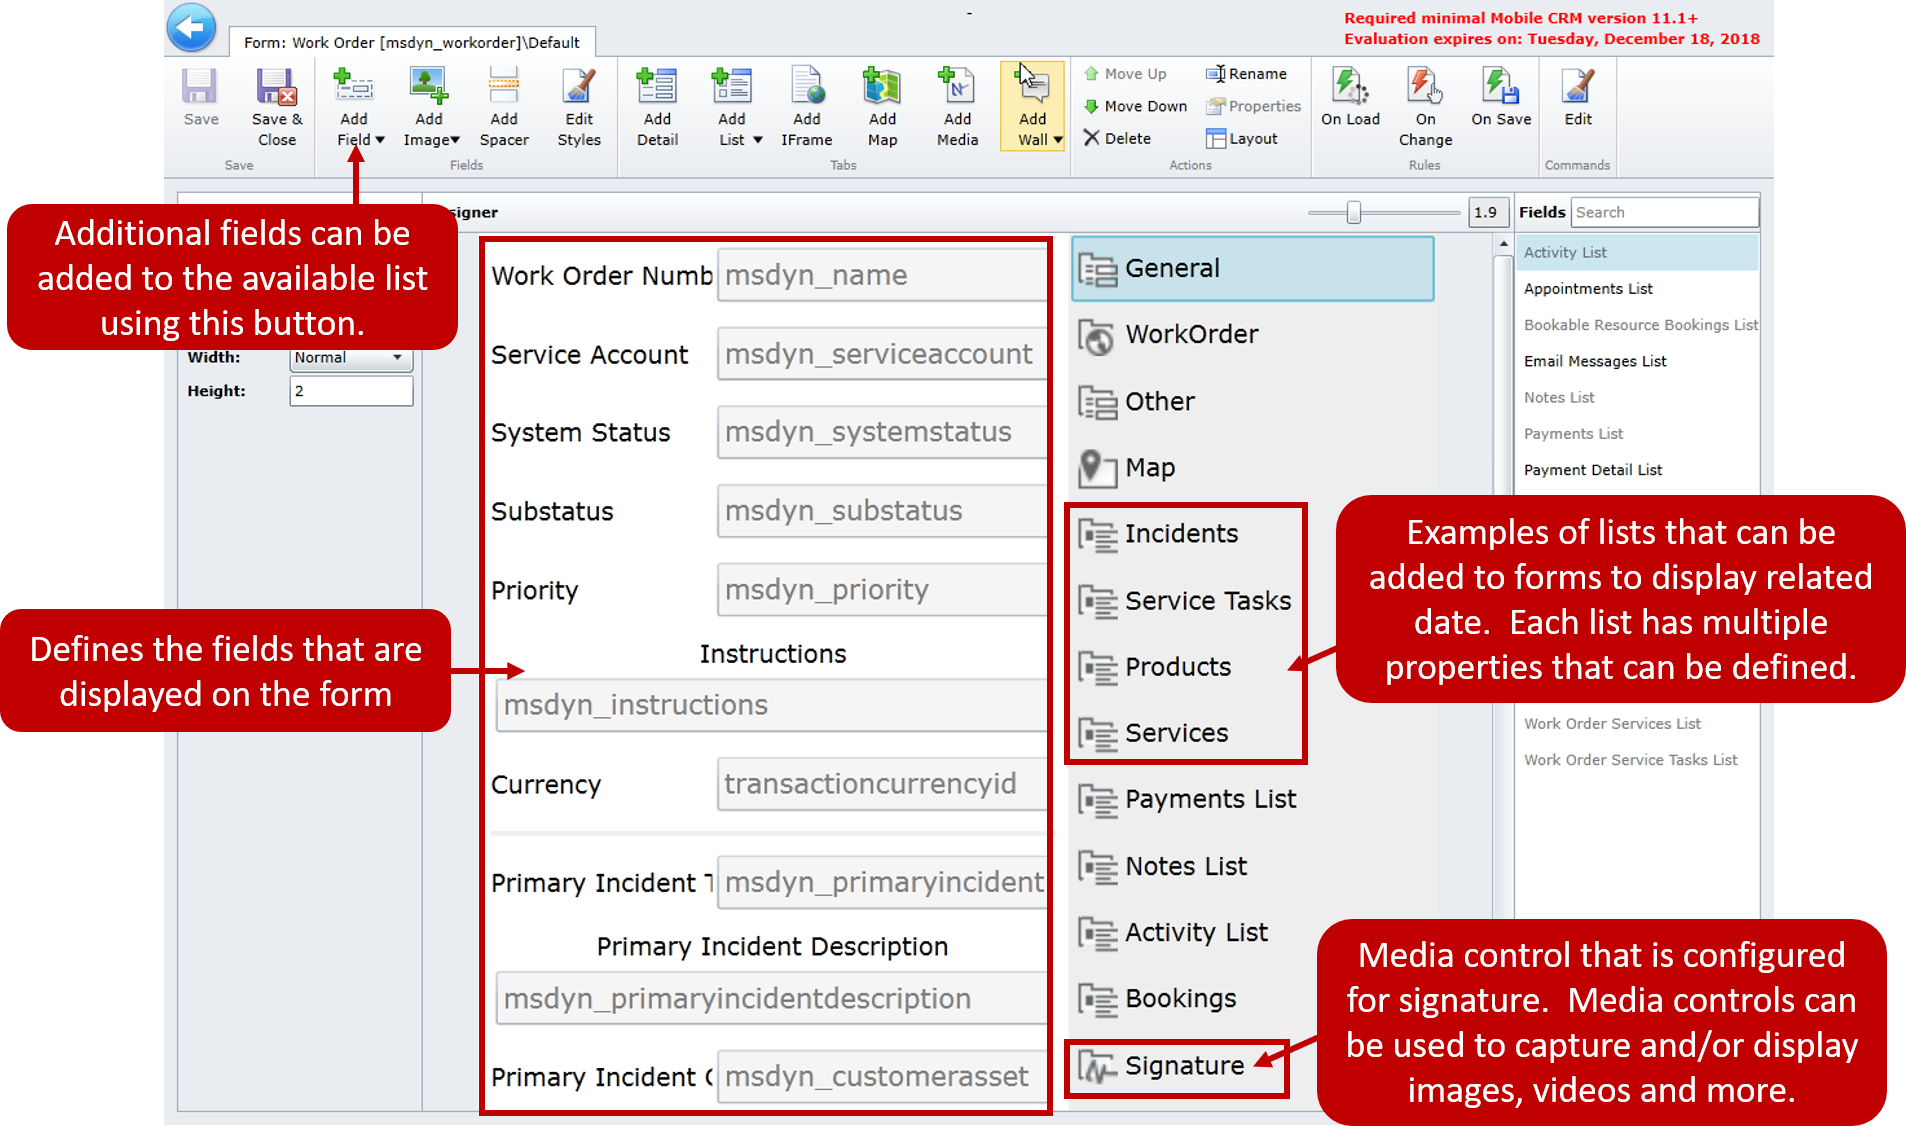 -
Required minimal Mobile CRM version 11.1+
Evaluation expires on: Tuesday, December 18, 2018
Form: Work Order [msdyn_workorder]\Default
Save
Save & Close
Add Field
Add Image
Add Spacer
Edit Styles
Add Detail
Add List
Add IFrame
Add Map
Add Media
Add Wall
Move Up
Move Down
Delete
Rename
Properties
Layout
On Load
On Change
On Save
Edit
Save
Fields
Tabs
Actions
Rules
Commands
Additional fields can be
added to the available list
using this button.
Width:
Normal
Height:
2
signer
1.9
Fields
Search
Work Order Numb
msdyn_name
Service Account
msdyn_serviceaccount
System Status
msdyn_systemstatus
Substatus
msdyn_substatus
Priority
msdyn_priority
Instructions
msdyn_instructions
Currency
transactioncurrencyid
Primary Incident T
msdyn_primaryincident
Primary Incident Description
msdyn_primaryincidentdescription
Primary Incident C
msdyn_customerasset
Defines the fields that are
displayed on the form
General
WorkOrder
Other
Map
Incidents
Service Tasks
Products
Services
Payments List
Notes List
Activity List
Bookings
Signature
Activity List
Appointments List
Bookable Resource Bookings List
Email Messages List
Notes List
Payments List
Payment Detail List
Examples of lists that can be
added to forms to display related
date. Each list has multiple
properties that can be defined.
Work Order Services List
Work Order Service Tasks List
Media control that is configured
for signature. Media controls can
be used to capture and/or display
images, videos and more.